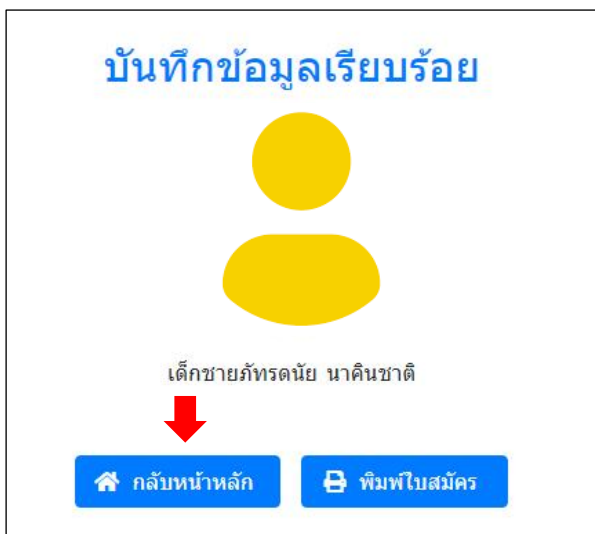 บันทึกข้อมูลเรียบร้อย
เด็กชายภัทรดนัย นาคินชาติ
กลับหน้าหลัก
พิมพ์ใบสมัคร